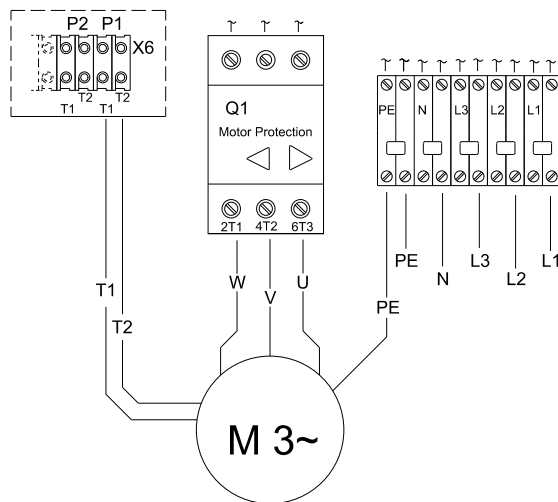 P2 P1
X6
T2 T2
T1 T1
Q1
Motor Protection
2T1 4T2 6T3
PE N L3 L2 L1
PE
N
L3
L2
L1
W
V
U
PE
T1
T2
M 3~